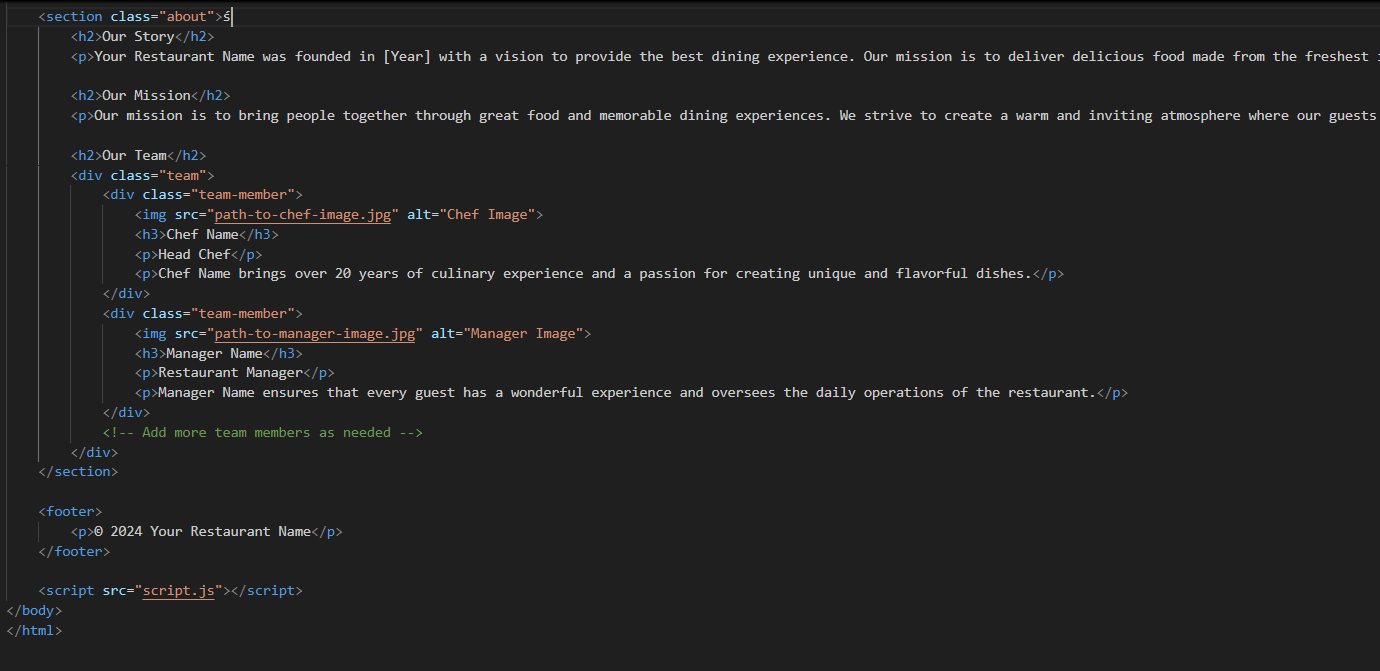 <section class="about">ś
<h2>Our Story</h2>
<p>Your Restaurant Name was founded in [Year] with a vision to provide the best dining experience. Our mission is to deliver delicious food made from the freshest
<h2>Our Mission</h2>
<p>Our mission is to bring people together through great food and memorable dining experiences. We strive to create a warm and inviting atmosphere where our guests
<h2>Our Team</h2>
<div class="team">
<div class="team-member">
<img src="path-to-chef-image.jpg" alt="Chef Image">
<h3>Chef Name</h3>
<p>Head Chef</p>
<p>Chef Name brings over 20 years of culinary experience and a passion for creating unique and flavorful dishes.</p>
</div>
<div class="team-member">
<img src="path-to-manager-image.jpg" alt="Manager Image">
<h3>Manager Name</h3>
<p>Restaurant Manager</p>
<p>Manager Name ensures that every guest has a wonderful experience and oversees the daily operations of the restaurant.</p>
</div>
<!-- Add more team members as needed -->
</div>
</section>
<footer>
<p>© 2024 Your Restaurant Name</p>
</footer>
<script src="script.js"></script>
</body>
</html>